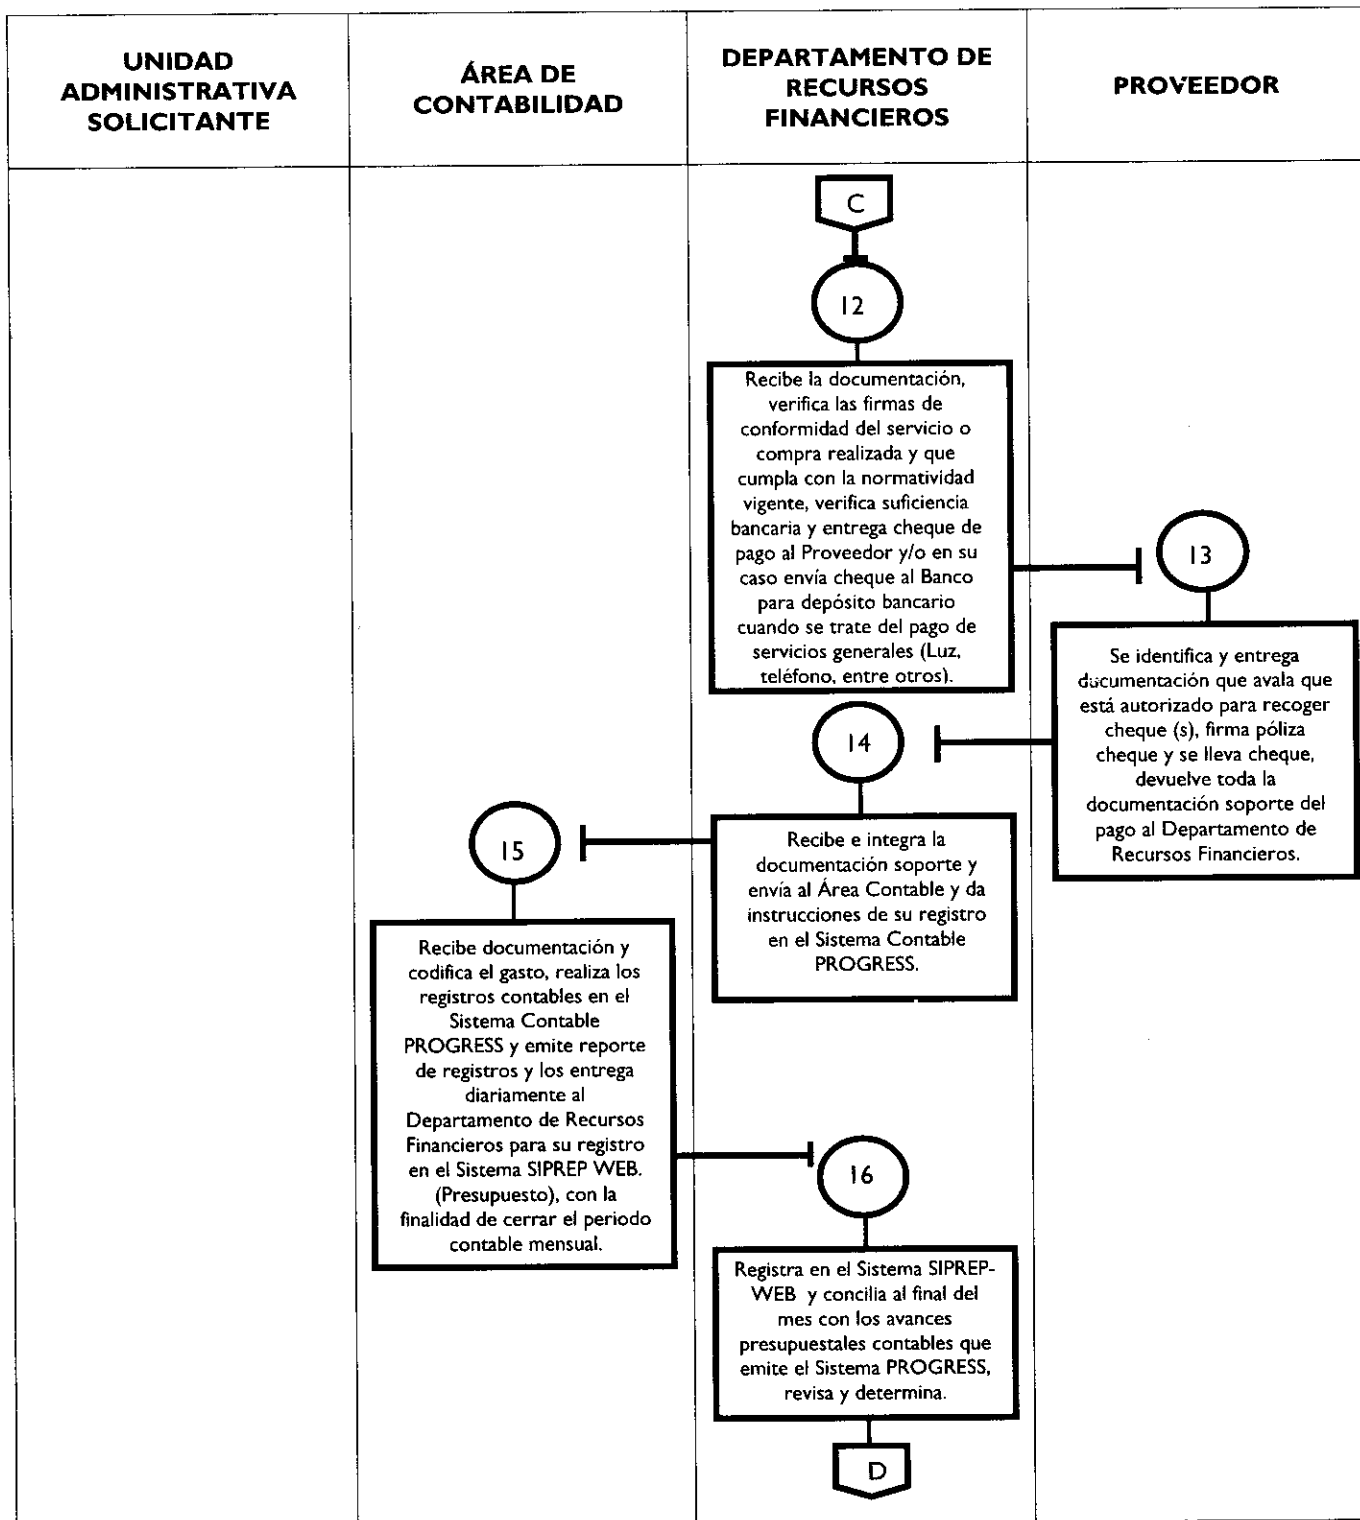 UNIDAD
ADMINISTRATIVA
SOLICITANTE
ÁREA DE
CONTABILIDAD
DEPARTAMENTO DE
RECURSOS
FINANCIEROS
PROVEEDOR
C
12
Recibe la documentación,
verifica las firmas de
conformidad del servicio o
compra realizada y que
cumpla con la normatividad
vigente, verifica suficiencia
bancaria y entrega cheque de
pago al Proveedor y/o en su
caso envía cheque al Banco
para depósito bancario
cuando se trate del pago de
servicios generales (Luz,
teléfono, entre otros).
13
Se identifica y entrega
documentación que avala que
está autorizado para recoger
cheque (s), firma póliza
cheque y se lleva cheque,
devuelve toda la
documentación soporte del
pago al Departamento de
Recursos Financieros.
14
Recibe e integra la
documentación soporte y
envía al Área Contable y da
instrucciones de su registro
en el Sistema Contable
PROGRESS.
15
Recibe documentación y
codifica el gasto, realiza los
registros contables en el
Sistema Contable
PROGRESS y emite reporte
de registros y los entrega
diariamente al
Departamento de Recursos
Financieros para su registro
en el Sistema SIPREP WEB.
(Presupuesto), con la
finalidad de cerrar el periodo
contable mensual.
16
Registra en el Sistema SIPREP-
WEB y concilia al final del
mes con los avances
presupuestales contables que
emite el Sistema PROGRESS,
revisa y determina.
D